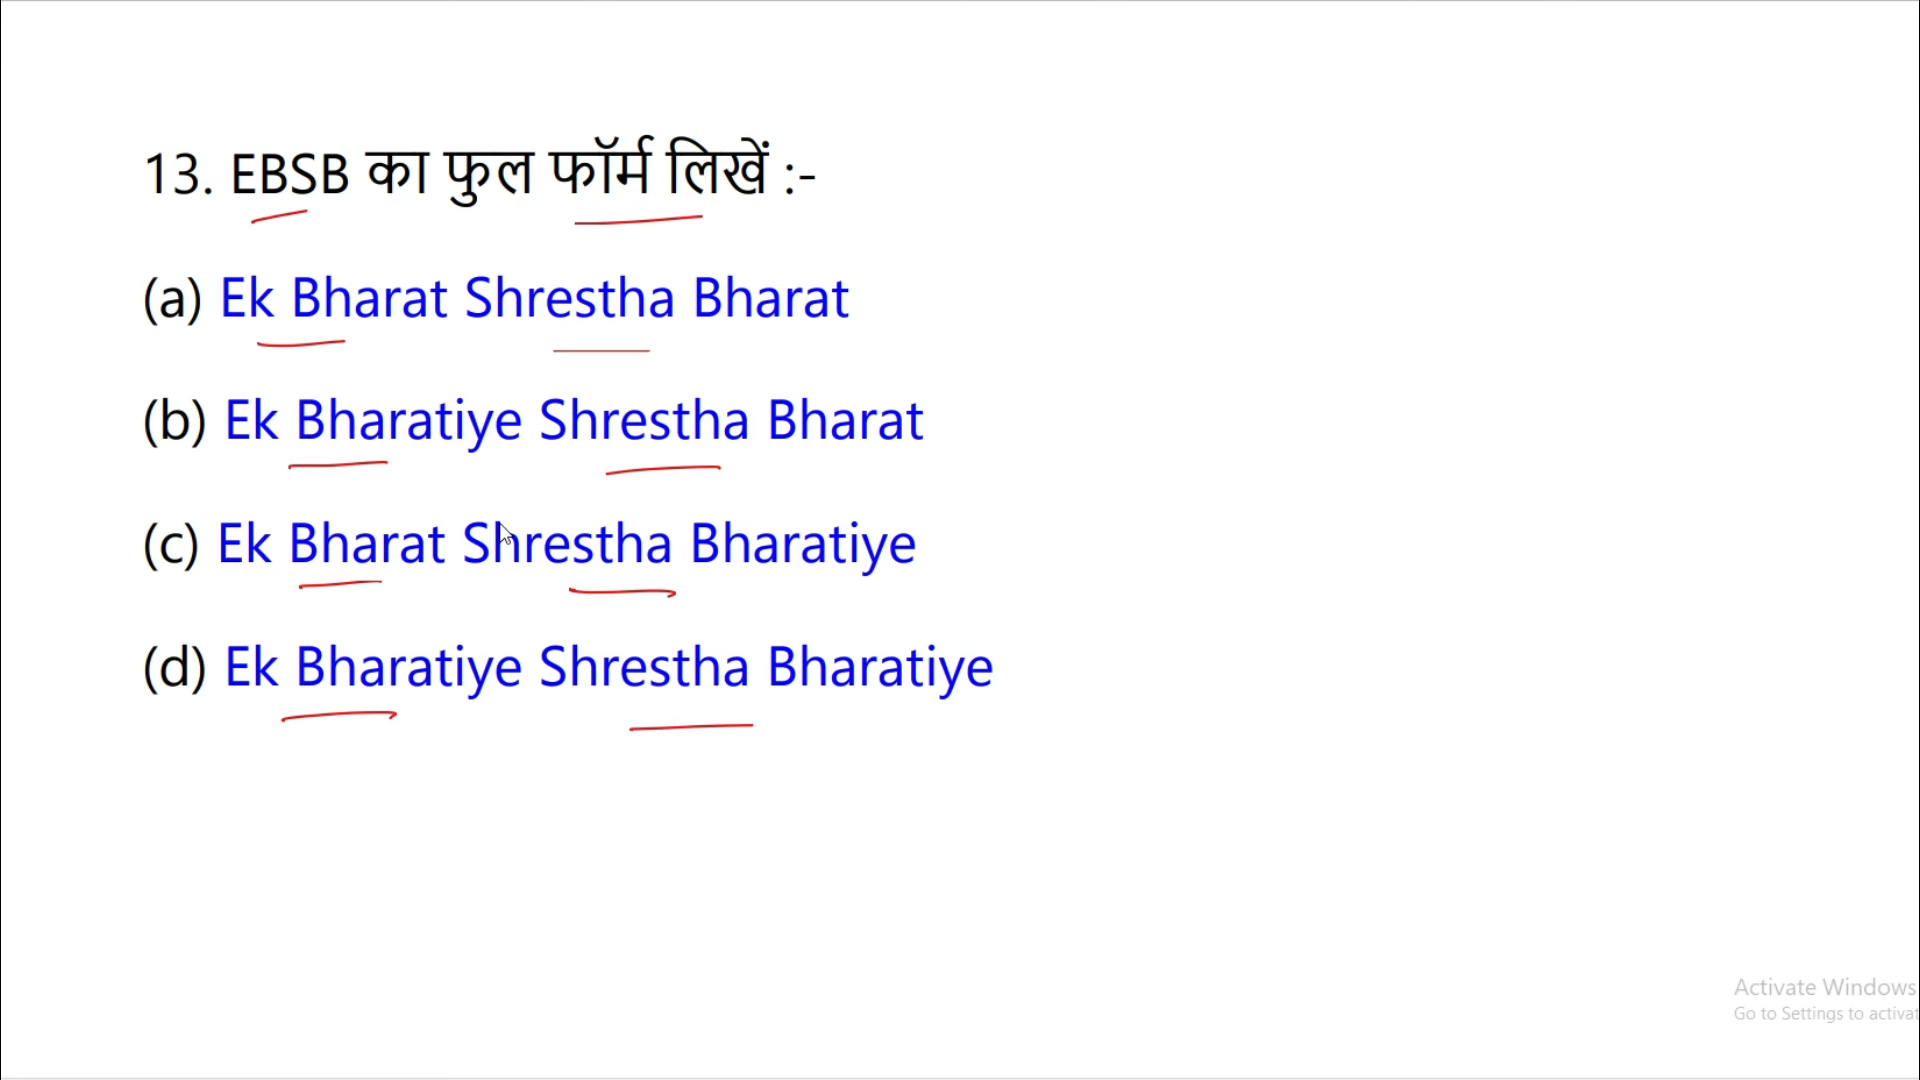 13. EBSB का फुल फॉर्म लिखें :-
(a) Ek Bharat Shrestha Bharat
(b) Ek Bharatiye Shrestha Bharat
(c) Ek Bharat Shrestha Bharatiye
(d) Ek Bharatiye Shrestha Bharatiye
Activate Windows
Go to Settings to activat